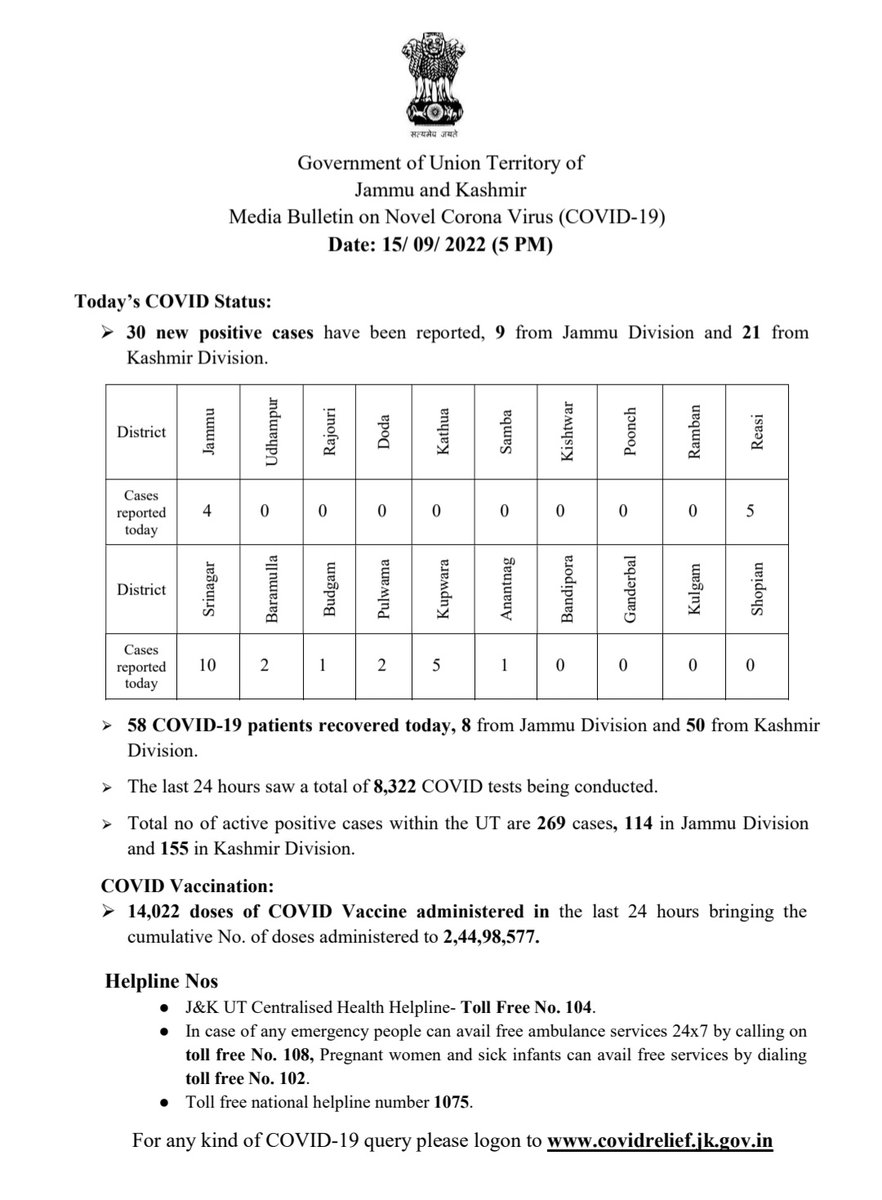 सत्यमेव जयते
Government of Union Territory of
Jammu and Kashmir
Media Bulletin on Novel Corona Virus (COVID-19)
Date: 15/ 09/ 2022 (5 PM)
Today’s COVID Status:
➢ 30 new positive cases have been reported, 9 from Jammu Division and 21 from
Kashmir Division.
District Jammu Udhampur Rajouri Doda Kathua Samba Kishtwar Poonch Ramban Reasi
Cases
reported
today
4 0 0 0 0 0 0 0 0 5
District Srinagar Baramulla Budgam Pulwama Kupwara Anantnag Bandipora Ganderbal Kulgam Shopian
Cases
reported
today
10 2 1 2 5 1 0 0 0 0
➢ 58 COVID-19 patients recovered today, 8 from Jammu Division and 50 from Kashmir
Division.
➢ The last 24 hours saw a total of 8,322 COVID tests being conducted.
➢ Total no of active positive cases within the UT are 269 cases, 114 in Jammu Division
and 155 in Kashmir Division.
COVID Vaccination:
➢ 14,022 doses of COVID Vaccine administered in the last 24 hours bringing the
cumulative No. of doses administered to 2,44,98,577.
Helpline Nos
● J&K UT Centralised Health Helpline- Toll Free No. 104.
● In case of any emergency people can avail free ambulance services 24x7 by calling on
toll free No. 108, Pregnant women and sick infants can avail free services by dialing
toll free No. 102.
● Toll free national helpline number 1075.
For any kind of COVID-19 query please logon to www.covidrelief.jk.gov.in